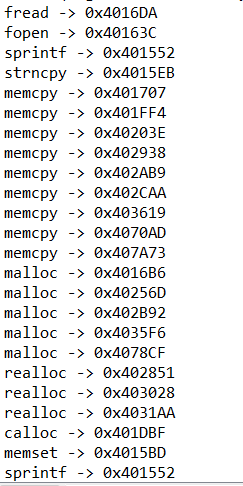 fread -> 0x4016DA
fopen -> 0x40163C
sprintf -> 0x401552
strncpy -> 0x4015EB
memcpy -> 0x401707
memcpy -> 0x401FF4
memcpy -> 0x40203E
memcpy -> 0x402938
memcpy -> 0x402AB9
memcpy -> 0x402CAA
memcpy -> 0x403619
memcpy -> 0x4070AD
memcpy -> 0x407A73
malloc -> 0x4016B6
malloc -> 0x40256D
malloc -> 0x402B92
malloc -> 0x4035F6
malloc -> 0x4078CF
realloc -> 0x402851
realloc -> 0x403028
realloc -> 0x4031AA
calloc -> 0x401DBF
memset -> 0x4015BD
sprintf -> 0x401552